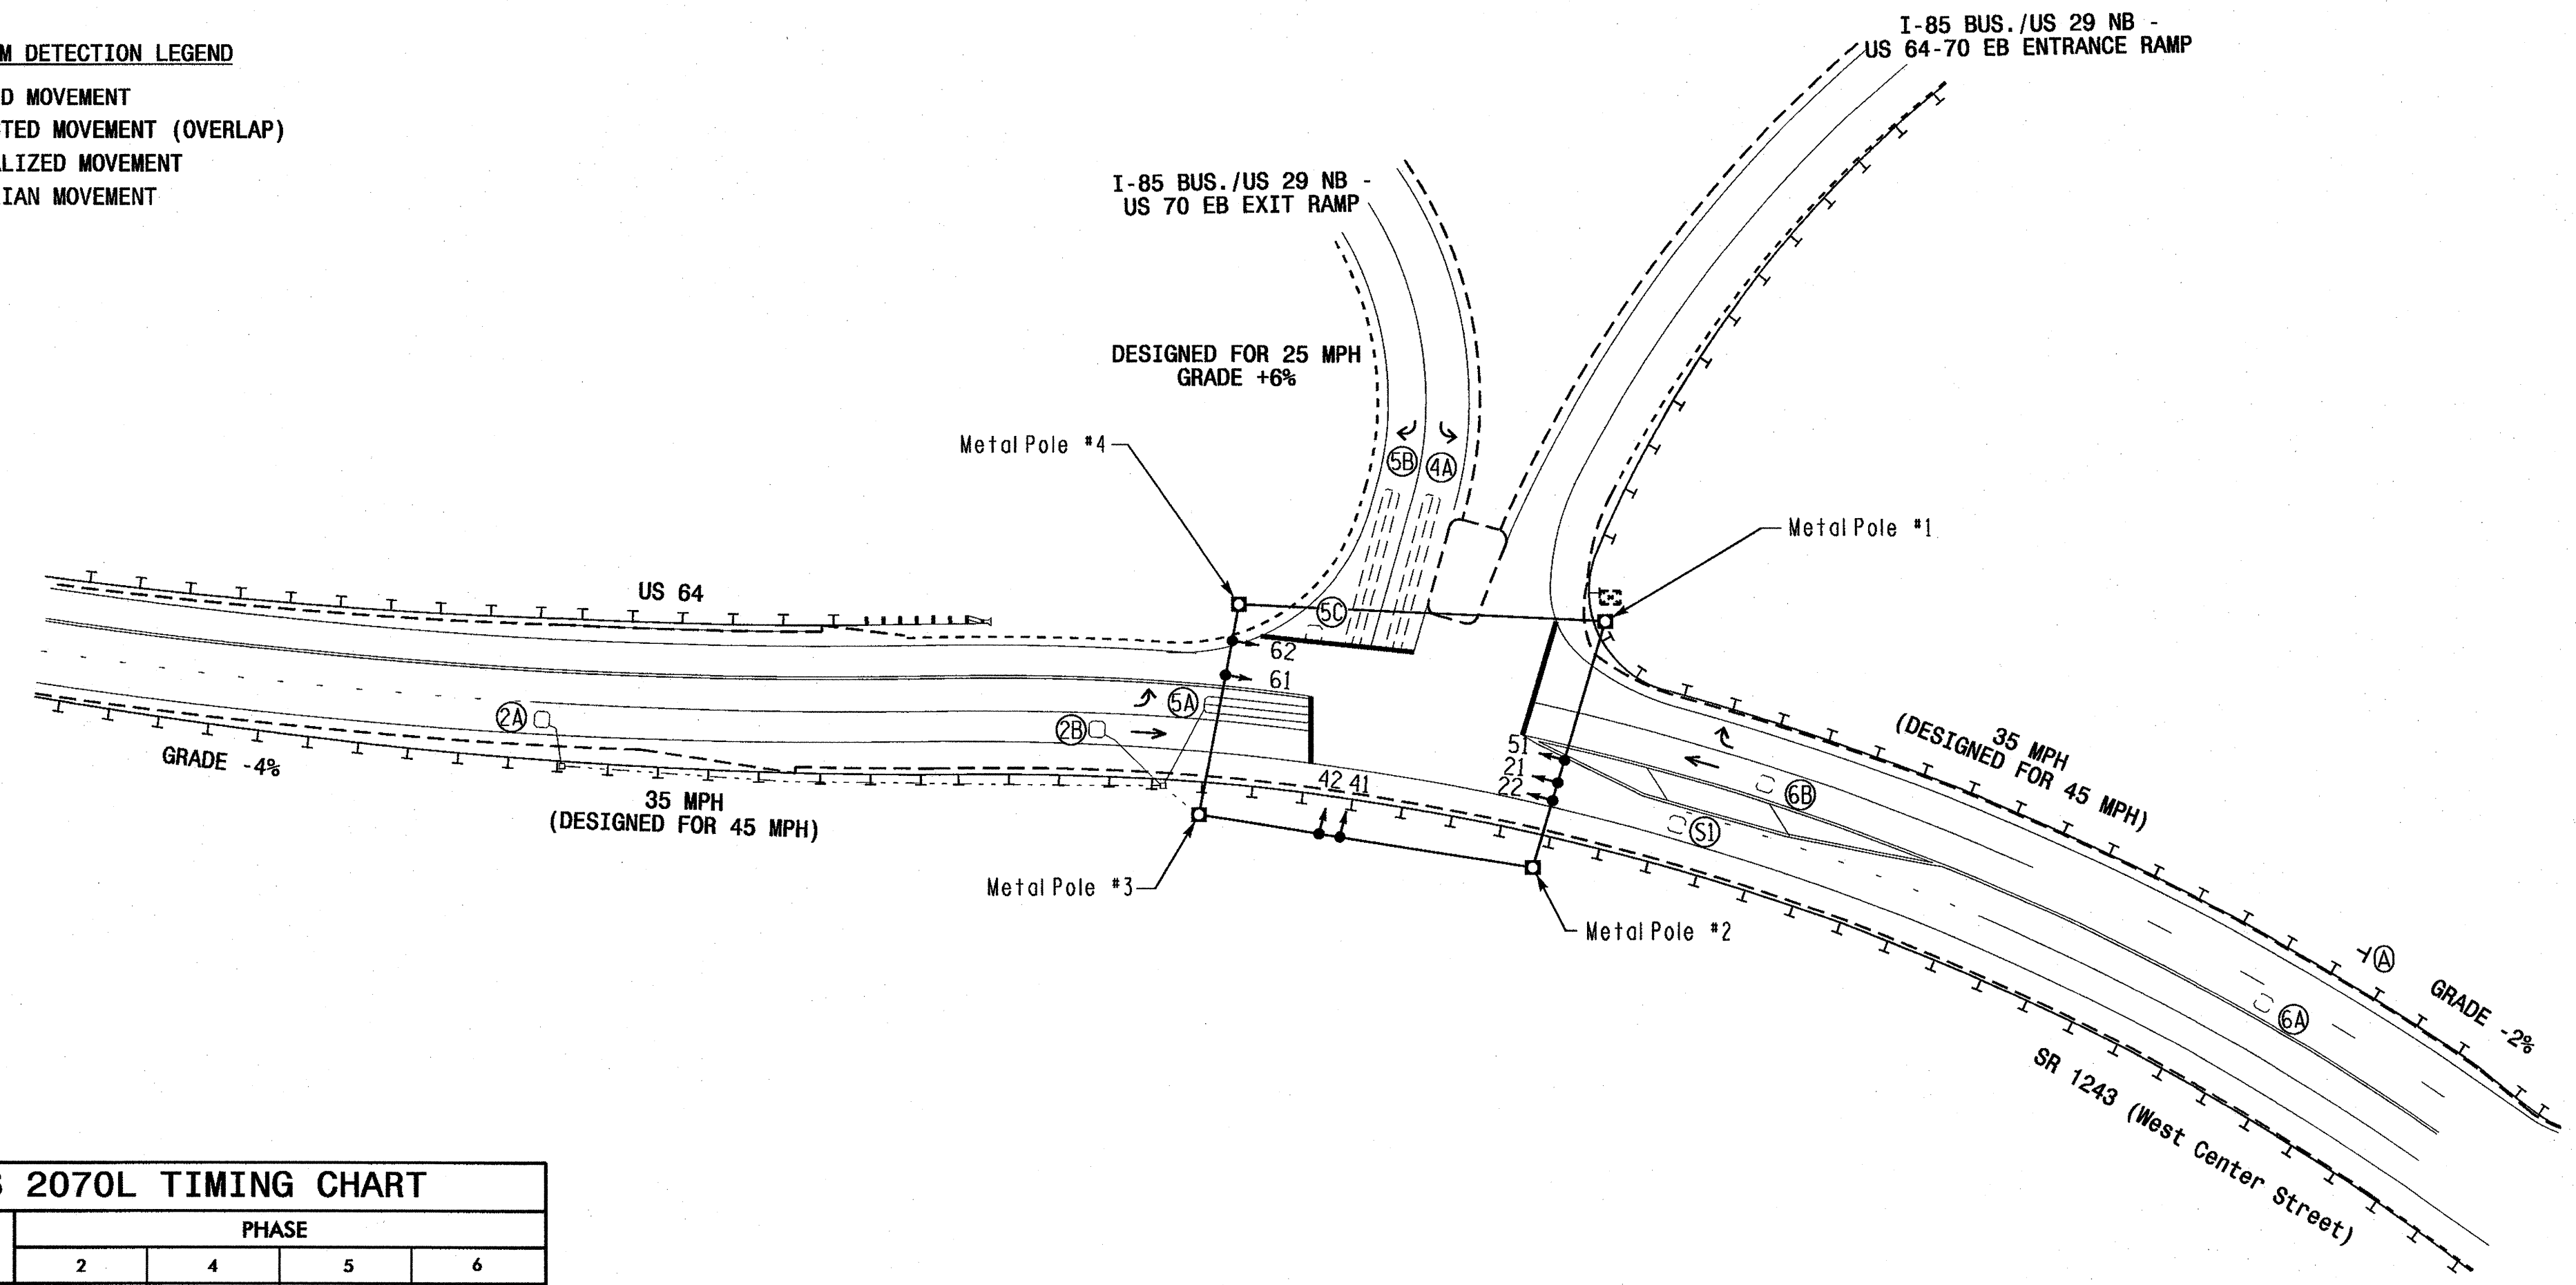 M DETECTION LEGEND
D MOVEMENT
TED MOVEMENT (OVERLAP)
LIZED MOVEMENT
IAN MOVEMENT
I-85 BUS./US 29 NB -
US 64-70 EB ENTRANCE RAMP
I-85 BUS./US 29 NB -
US 70 EB EXIT RAMP
DESIGNED FOR 25 MPH
GRADE +6%
Metal Pole #4
5B
4A
Metal Pole #1
US 64
5C
62
61
5A
2A
2B
GRADE -4%
35 MPH
(DESIGNED FOR 45 MPH)
42 41
51
21
22
6B
S1
35 MPH
(DESIGNED FOR 45 MPH)
Metal Pole #3
Metal Pole #2
A
GRADE -2%
6A
SR 1243 (West Center Street)
2070L TIMING CHART
PHASE
2
4
5
6